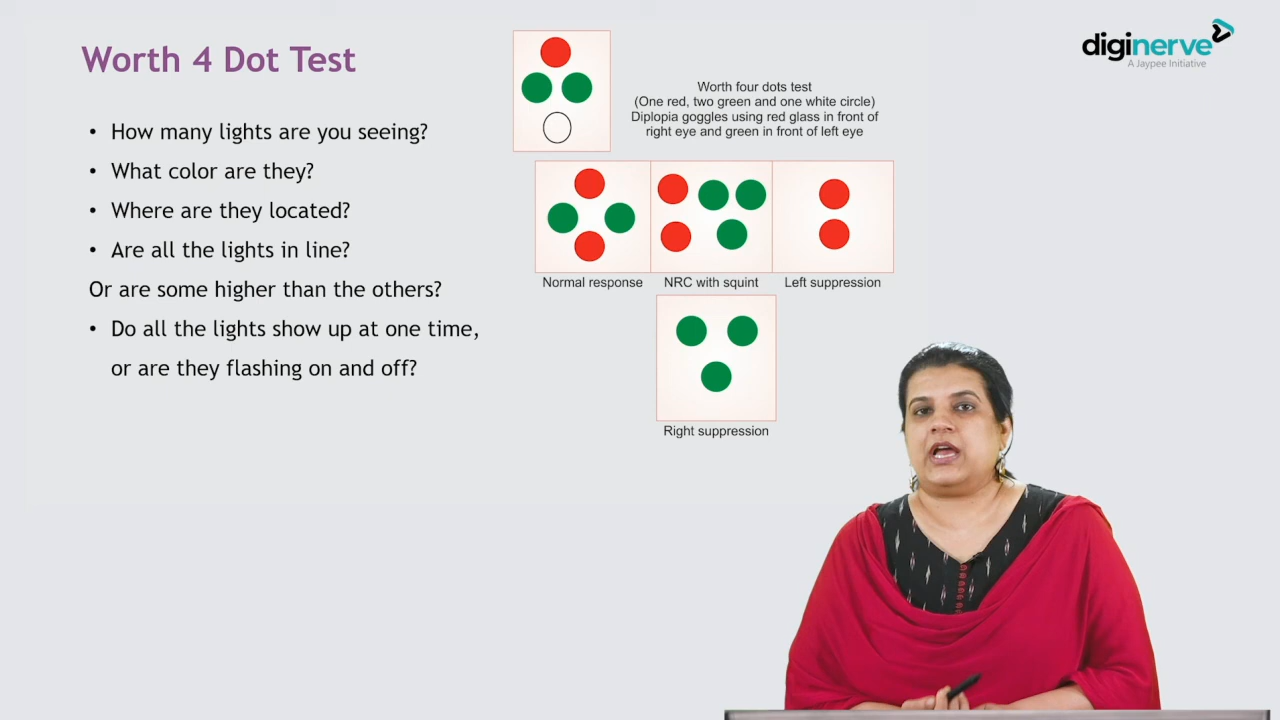 Worth 4 Dot Test
• How many lights are you seeing?
• What color are they?
• Where are they located?
• Are all the lights in line?
Or are some higher than the others?
• Do all the lights show up at one time,
or are they flashing on and off?
Worth four dots test
(One red, two green and one white circle)
Diplopia goggles using red glass in front of
right eye and green in front of left eye
Normal response
NRC with squint
Left suppression
Right suppression
diginerve
A Jaypee Initiative